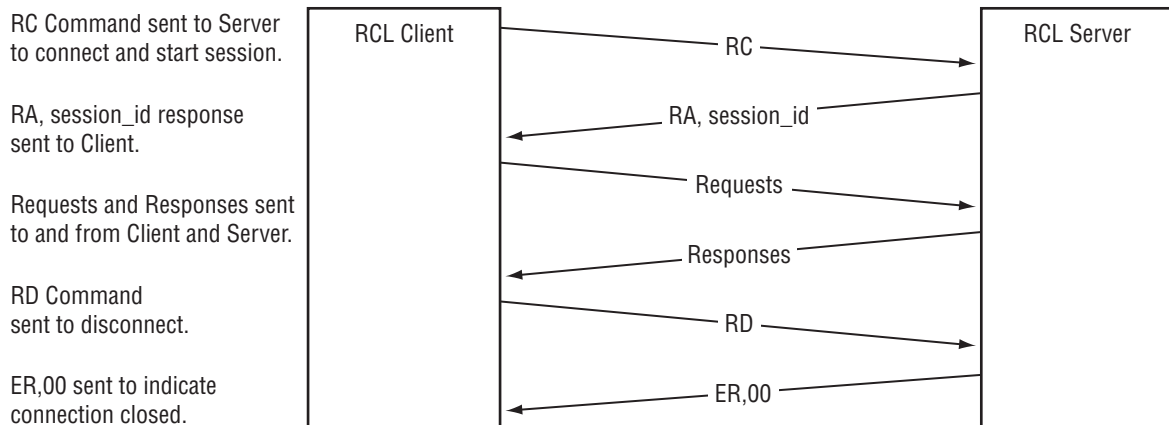 RC Command sent to Server
to connect and start session.
RCL Client
RC
RCL Server
RA, session_id response
sent to Client.
RA, session_id
Requests
Requests and Responses sent
to and from Client and Server.
Responses
RD Command
sent to disconnect.
RD
ER,00 sent to indicate
connection closed.
ER,00